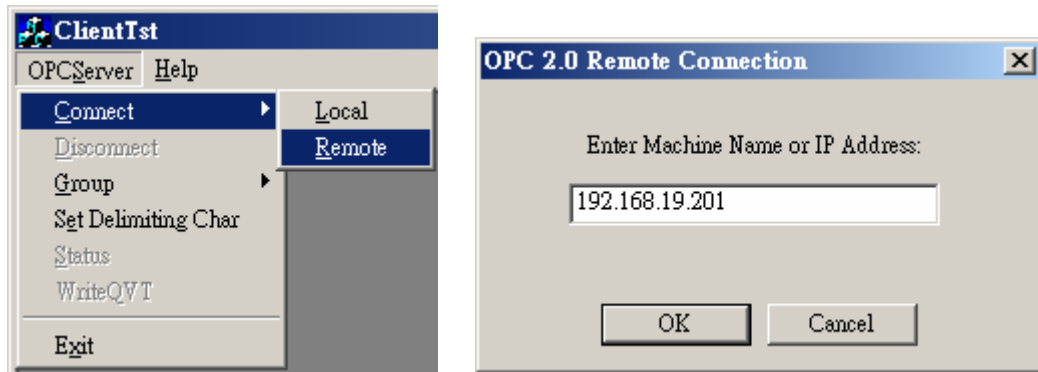 ClientTst
OPCServer Help
Connect
Local
Remote
Disconnect
Group
Set Delimiting Char
Status
WriteQVT
Exit
OPC 2.0 Remote Connection
Enter Machine Name or IP Address:
192.168.19.201
OK Cancel